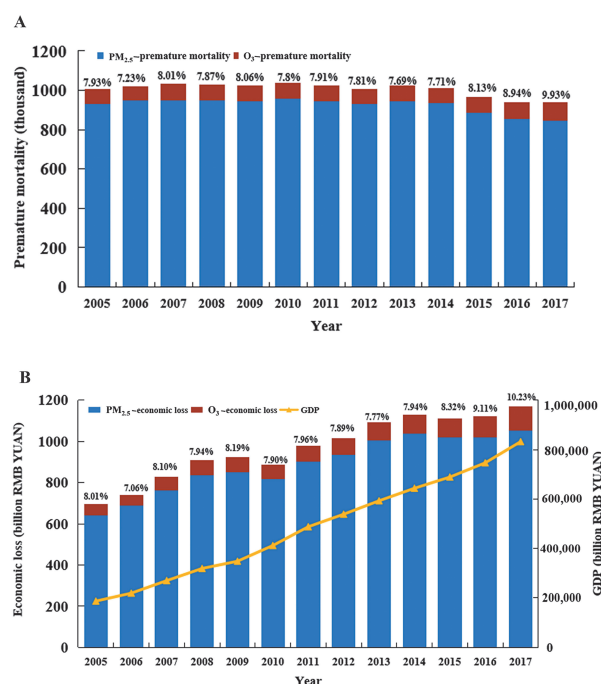 A
1200
PM2.5–premature mortality O3–premature mortality
7.93% 7.23% 8.01% 7.87% 8.06% 7.8% 7.91% 7.81% 7.69% 7.71% 8.13% 8.94% 9.93%
1000
800
600
400
200
0
Premature mortality (thousand)
2005 2006 2007 2008 2009 2010 2011 2012 2013 2014 2015 2016 2017
Year
B
1200
PM2.5–economic loss O3–economic loss GDP
8.01% 7.06% 8.10% 7.94% 8.19% 7.90% 7.96% 7.89% 7.77% 7.94% 8.32% 9.11% 10.23%
1000
800
600
400
200
0
Economic loss (billion RMB YUAN)
1,000,000
800,000
600,000
400,000
200,000
0
GDP (billion RMB YUAN)
2005 2006 2007 2008 2009 2010 2011 2012 2013 2014 2015 2016 2017
Year